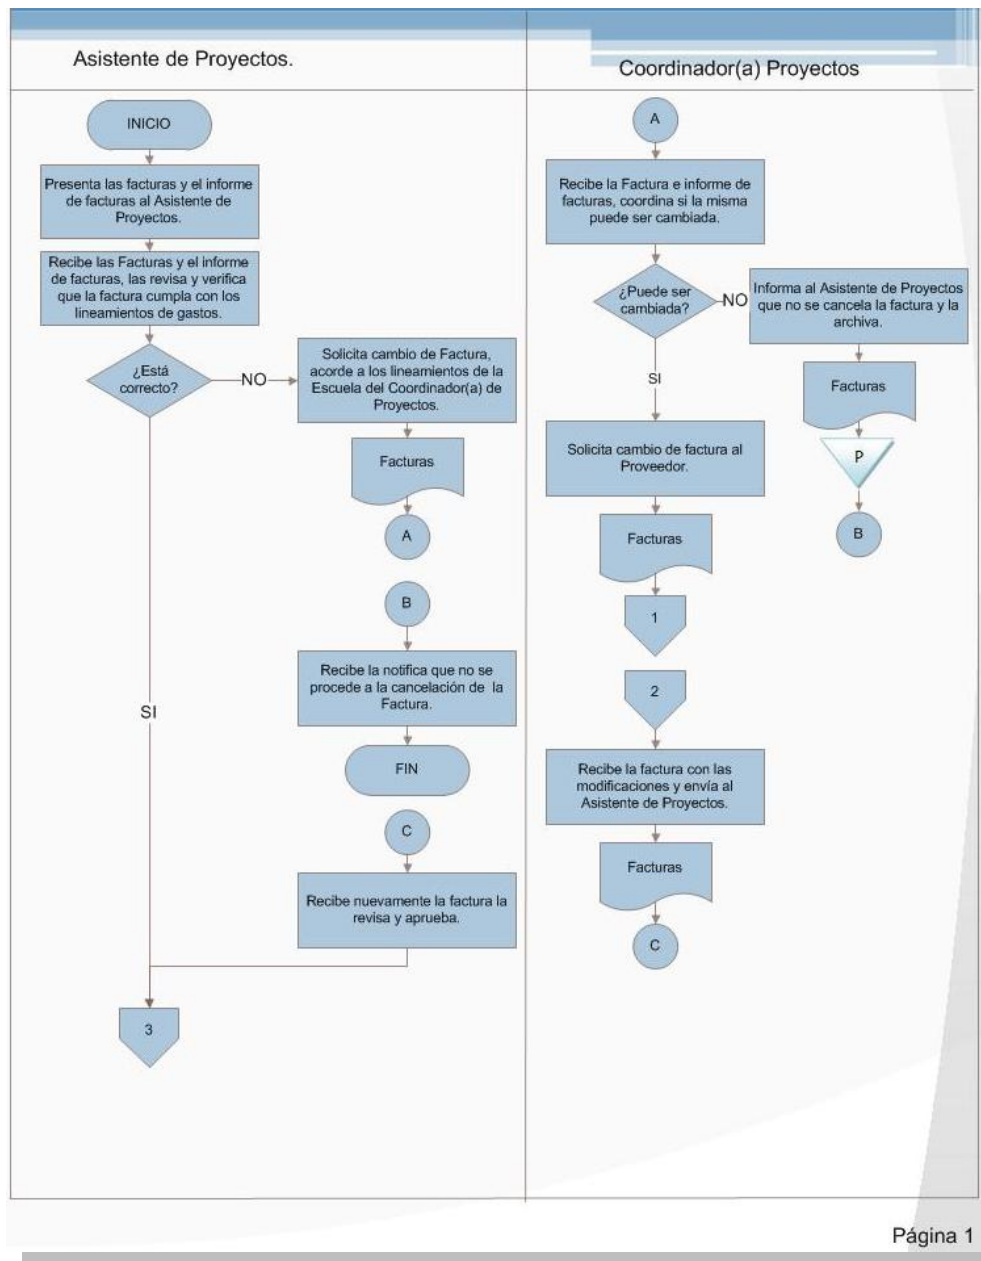 Asistente de Proyectos.
INICIO
Presenta las facturas y el informe
de facturas al Asistente de
Proyectos.
Recibe las Facturas y el informe
de facturas, las revisa y verifica
que la factura cumpla con los
lineamientos de gastos.
¿Está
correcto?
NO
Solicita cambio de Factura,
acorde a los lineamientos de la
Escuela del Coordinador(a) de
Proyectos.
Facturas
A
B
Recibe la notifica que no se
procede a la cancelación de la
Factura.
SI
FIN
C
Recibe nuevamente la factura la
revisa y aprueba.
3
Coordinador(a) Proyectos
A
Recibe la Factura e informe de
facturas, coordina si la misma
puede ser cambiada.
¿Puede ser
cambiada?
NO
Informa al Asistente de Proyectos
que no se cancela la factura y la
archiva.
Facturas
P
B
SI
Solicita cambio de factura al
Proveedor.
Facturas
1
2
Recibe la factura con las
modificaciones y envía al
Asistente de Proyectos.
Facturas
C
Página 1